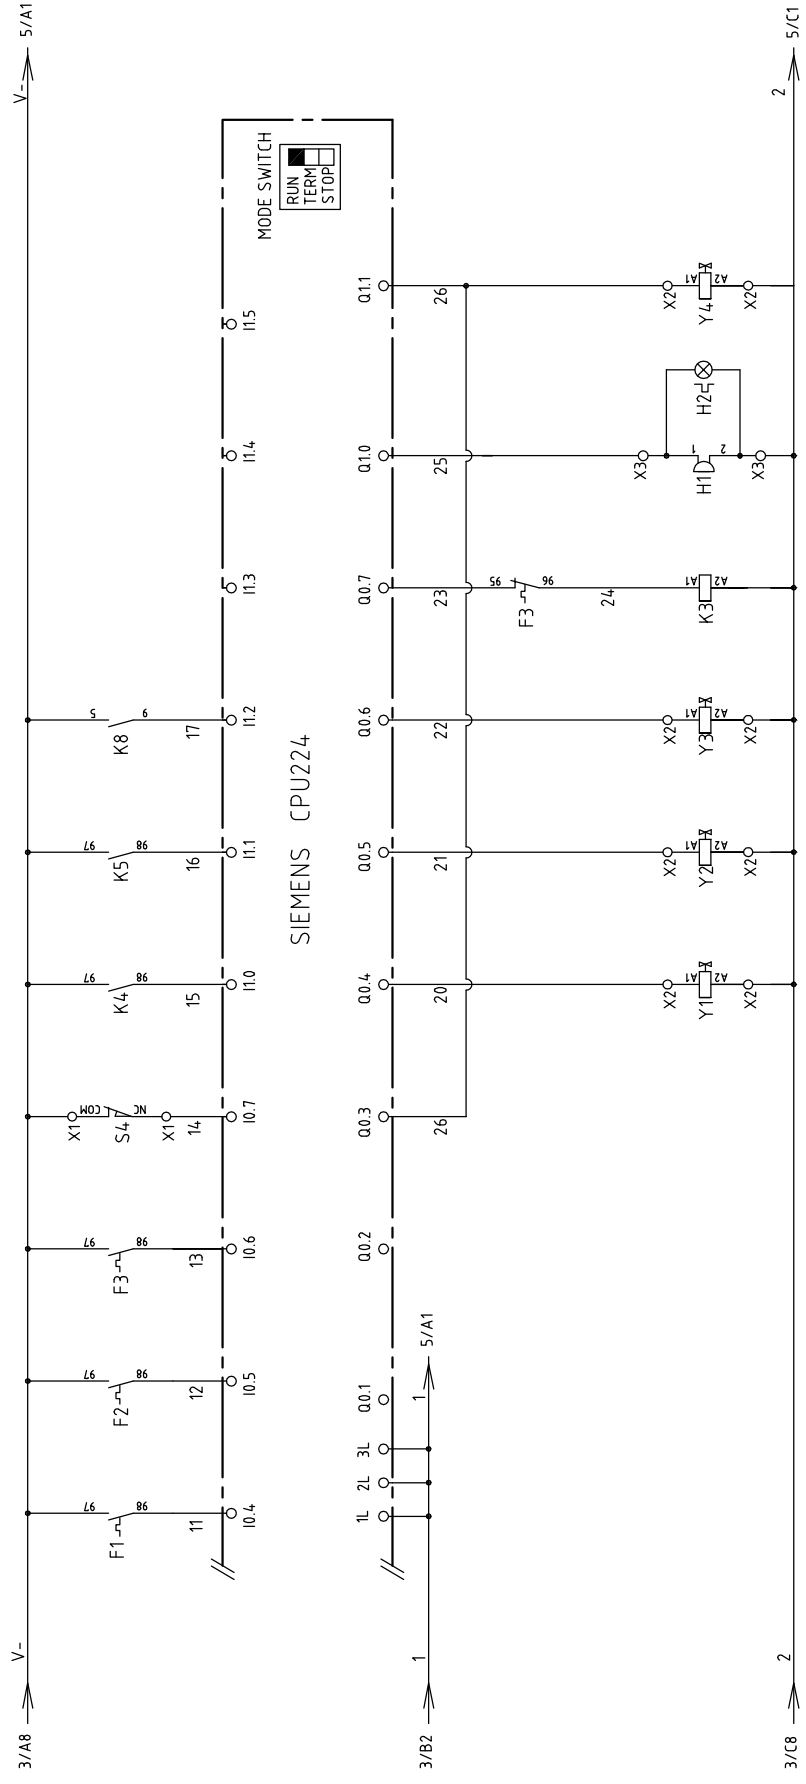 3/A8
V-
V-
5/A1
F1
97
98
11
F2
97
98
12
F3
97
98
13
X1
COM
S4
NC
X1
14
K4
97
98
15
K5
97
98
16
K8
5
9
17
I0.4
I0.5
I0.6
I0.7
I1.0
I1.1
I1.2
I1.3
I1.4
I1.5
SIEMENS CPU224
MODE SWITCH
RUN
TERM
STOP
1L
2L
3L
Q0.1
Q0.2
Q0.3
Q0.4
Q0.5
Q0.6
Q0.7
Q1.0
Q1.1
3/B2
1
1
5/A1
26
20
21
22
23
25
26
95
F3
96
24
X2
A1
Y1
A2
X2
X2
A1
Y2
A2
X2
X2
A1
Y3
A2
X2
A1
K3
A2
X3
1
H1
2
X3
H2
X2
A1
Y4
A2
X2
3/C8
2
2
5/C1